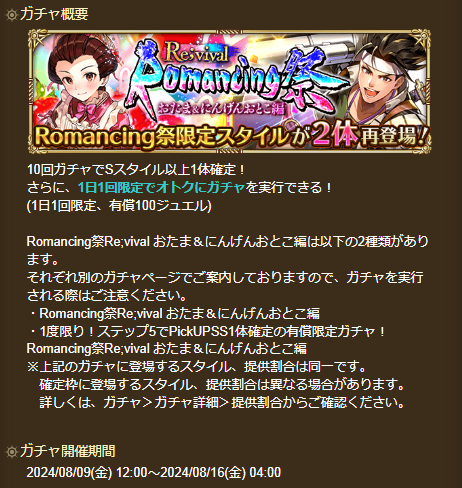 ガチャ概要
Re;vival
Romancing祭
おたま&にんげんおとこ編
Romancing祭限定スタイルが2体再登場!
10回ガチャでSスタイル以上1体確定!
さらに、1日1回限定でオトクにガチャを実行できる!
(1日1回限定、有償100ジュエル)
Romancing祭Re;vival おたま&にんげんおとこ編は以下の2種類があり
ます。
それぞれ別のガチャページでご案内しておりますので、ガチャを実行
される際はご注意ください。
・Romancing祭Re;vival おたま&にんげんおとこ編
・1度限り!ステップ5でPickUPSS1体確定の有償限定ガチャ!
Romancing祭Re;vival おたま&にんげんおとこ編
※上記のガチャに登場するスタイル、提供割合は同一です。
確定枠に登場するスタイル、提供割合は異なる場合があります。
詳しくは、ガチャ>ガチャ詳細>提供割合からご確認ください。
ガチャ開催期間
2024/08/09(金) 12:00~2024/08/16(金) 04:00